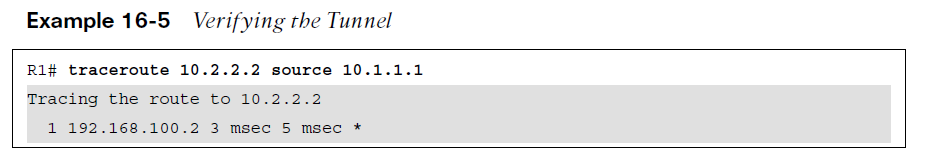 Example 16-5 Verifying the Tunnel
R1# traceroute 10.2.2.2 source 10.1.1.1
Tracing the route to 10.2.2.2
1 192.168.100.2 3 msec 5 msec *